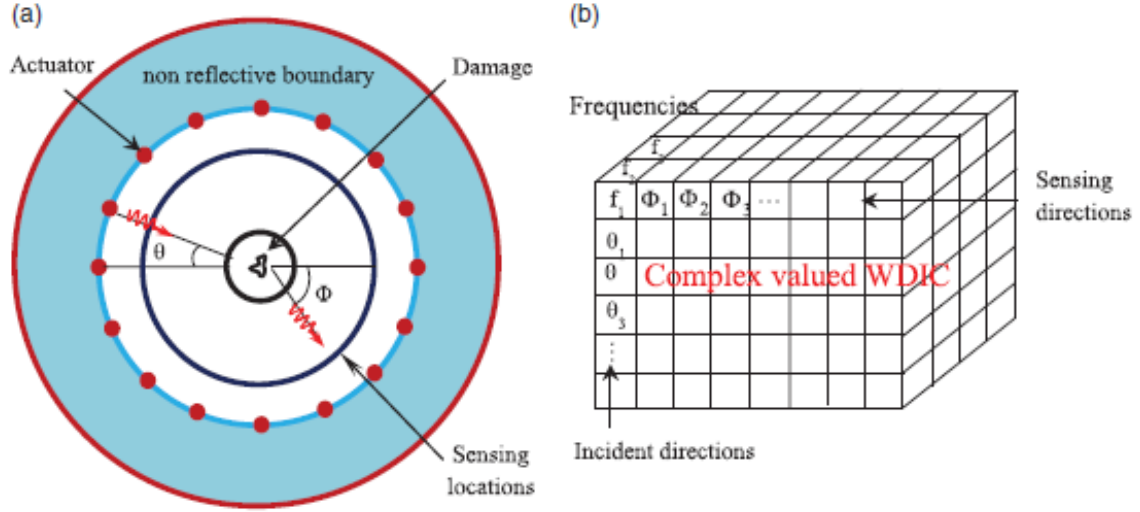 (a)
Actuator
non reflective boundary
Damage
θ
Φ
Sensing
locations
(b)
Frequencies
f₂
f₁ Φ₁ Φ₂ Φ₃ ...
Sensing
directions
θ₁
θ
Complex valued WDIC
θ₃
...
Incident directions